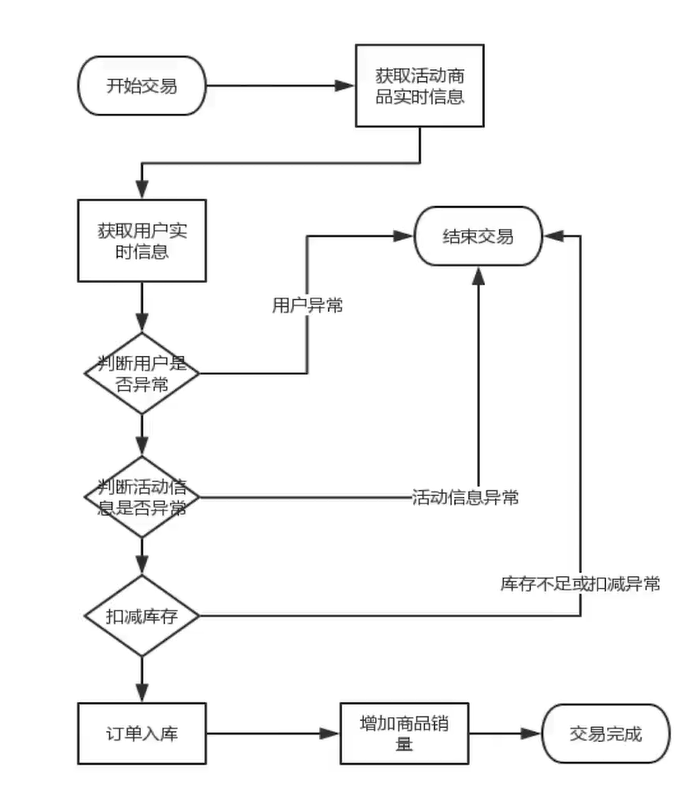 开始交易
获取活动商
品实时信息
获取用户实
时信息
结束交易
用户异常
判断用户是
否异常
判断活动信
息是否异常
活动信息异常
库存不足或扣减异常
扣减库存
订单入库
增加商品销
量
交易完成